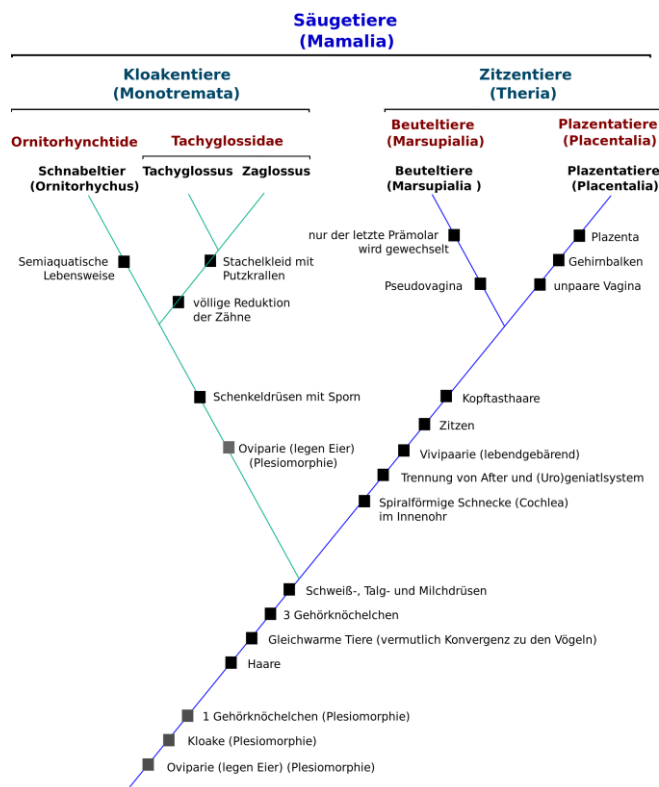 Säugetiere
(Mamalia)
Kloakentiere
(Monotremata)
Zitzentiere
(Theria)
Ornitorhynchtide
Tachyglossidae
Beuteltiere
(Marsupialia)
Plazentatiere
(Placentalia)
Schnabeltier
(Ornitorhychus)
Tachyglossus
Zaglossus
Beuteltiere
(Marsupialia )
Plazentatiere
(Placentalia)
nur der letzte Prämolar
wird gewechselt
Plazenta
Semiaquatische
Lebensweise
Stachelkleid mit
Putzkrallen
Gehirnbalken
Pseudovagina
unpaare Vagina
völlige Reduktion
der Zähne
Schenkeldrüsen mit Sporn
Kopftasthaare
Zitzen
Oviparie (legen Eier)
(Plesiomorphie)
Vivipaarie (lebendgebärend)
Trennung von After und (Uro)geniatlsystem
Spiralförmige Schnecke (Cochlea)
im Innenohr
Schweiß-, Talg- und Milchdrüsen
3 Gehörknöchelchen
Gleichwarme Tiere (vermutlich Konvergenz zu den Vögeln)
Haare
1 Gehörknöchelchen (Plesiomorphie)
Kloake (Plesiomorphie)
Oviparie (legen Eier) (Plesiomorphie)